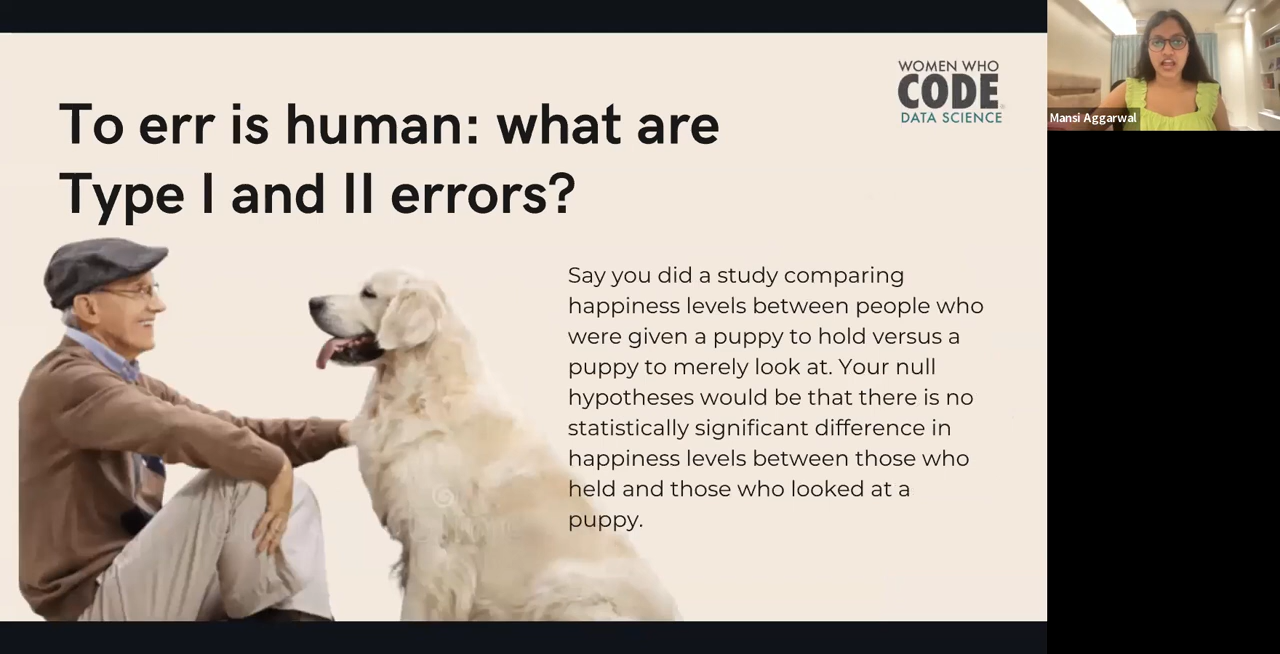 To err is human: what are
Type I and II errors?
WOMEN WHO
CODE
DATA SCIENCE
Mansi Aggarwal
Say you did a study comparing
happiness levels between people who
were given a puppy to hold versus a
puppy to merely look at. Your null
hypotheses would be that there is no
statistically significant difference in
happiness levels between those who
held and those who looked at a
puppy.